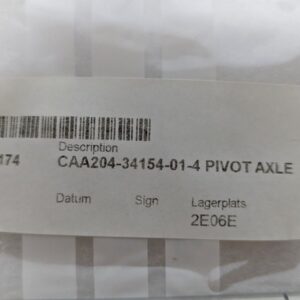 Description
174 CAA204-34154-01-4 PIVOT AXLE
Datum Sign Lagerplats
2E06E